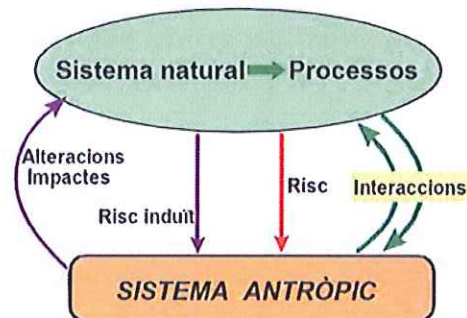 Sistema natural Processos
Alteracions
Impactes
Risc induït
Risc
Interaccions
SISTEMA ANTRÒPIC